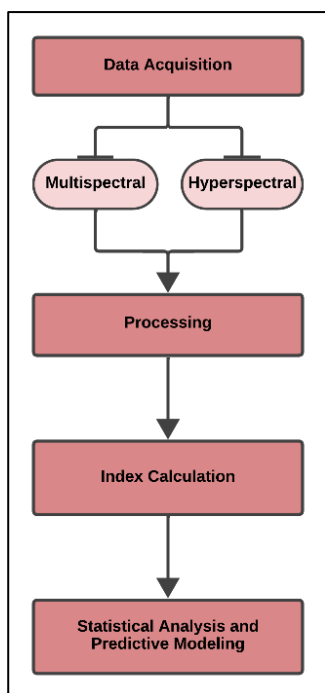 Data Acquisition
Multispectral
Hyperspectral
Processing
Index Calculation
Statistical Analysis and
Predictive Modeling